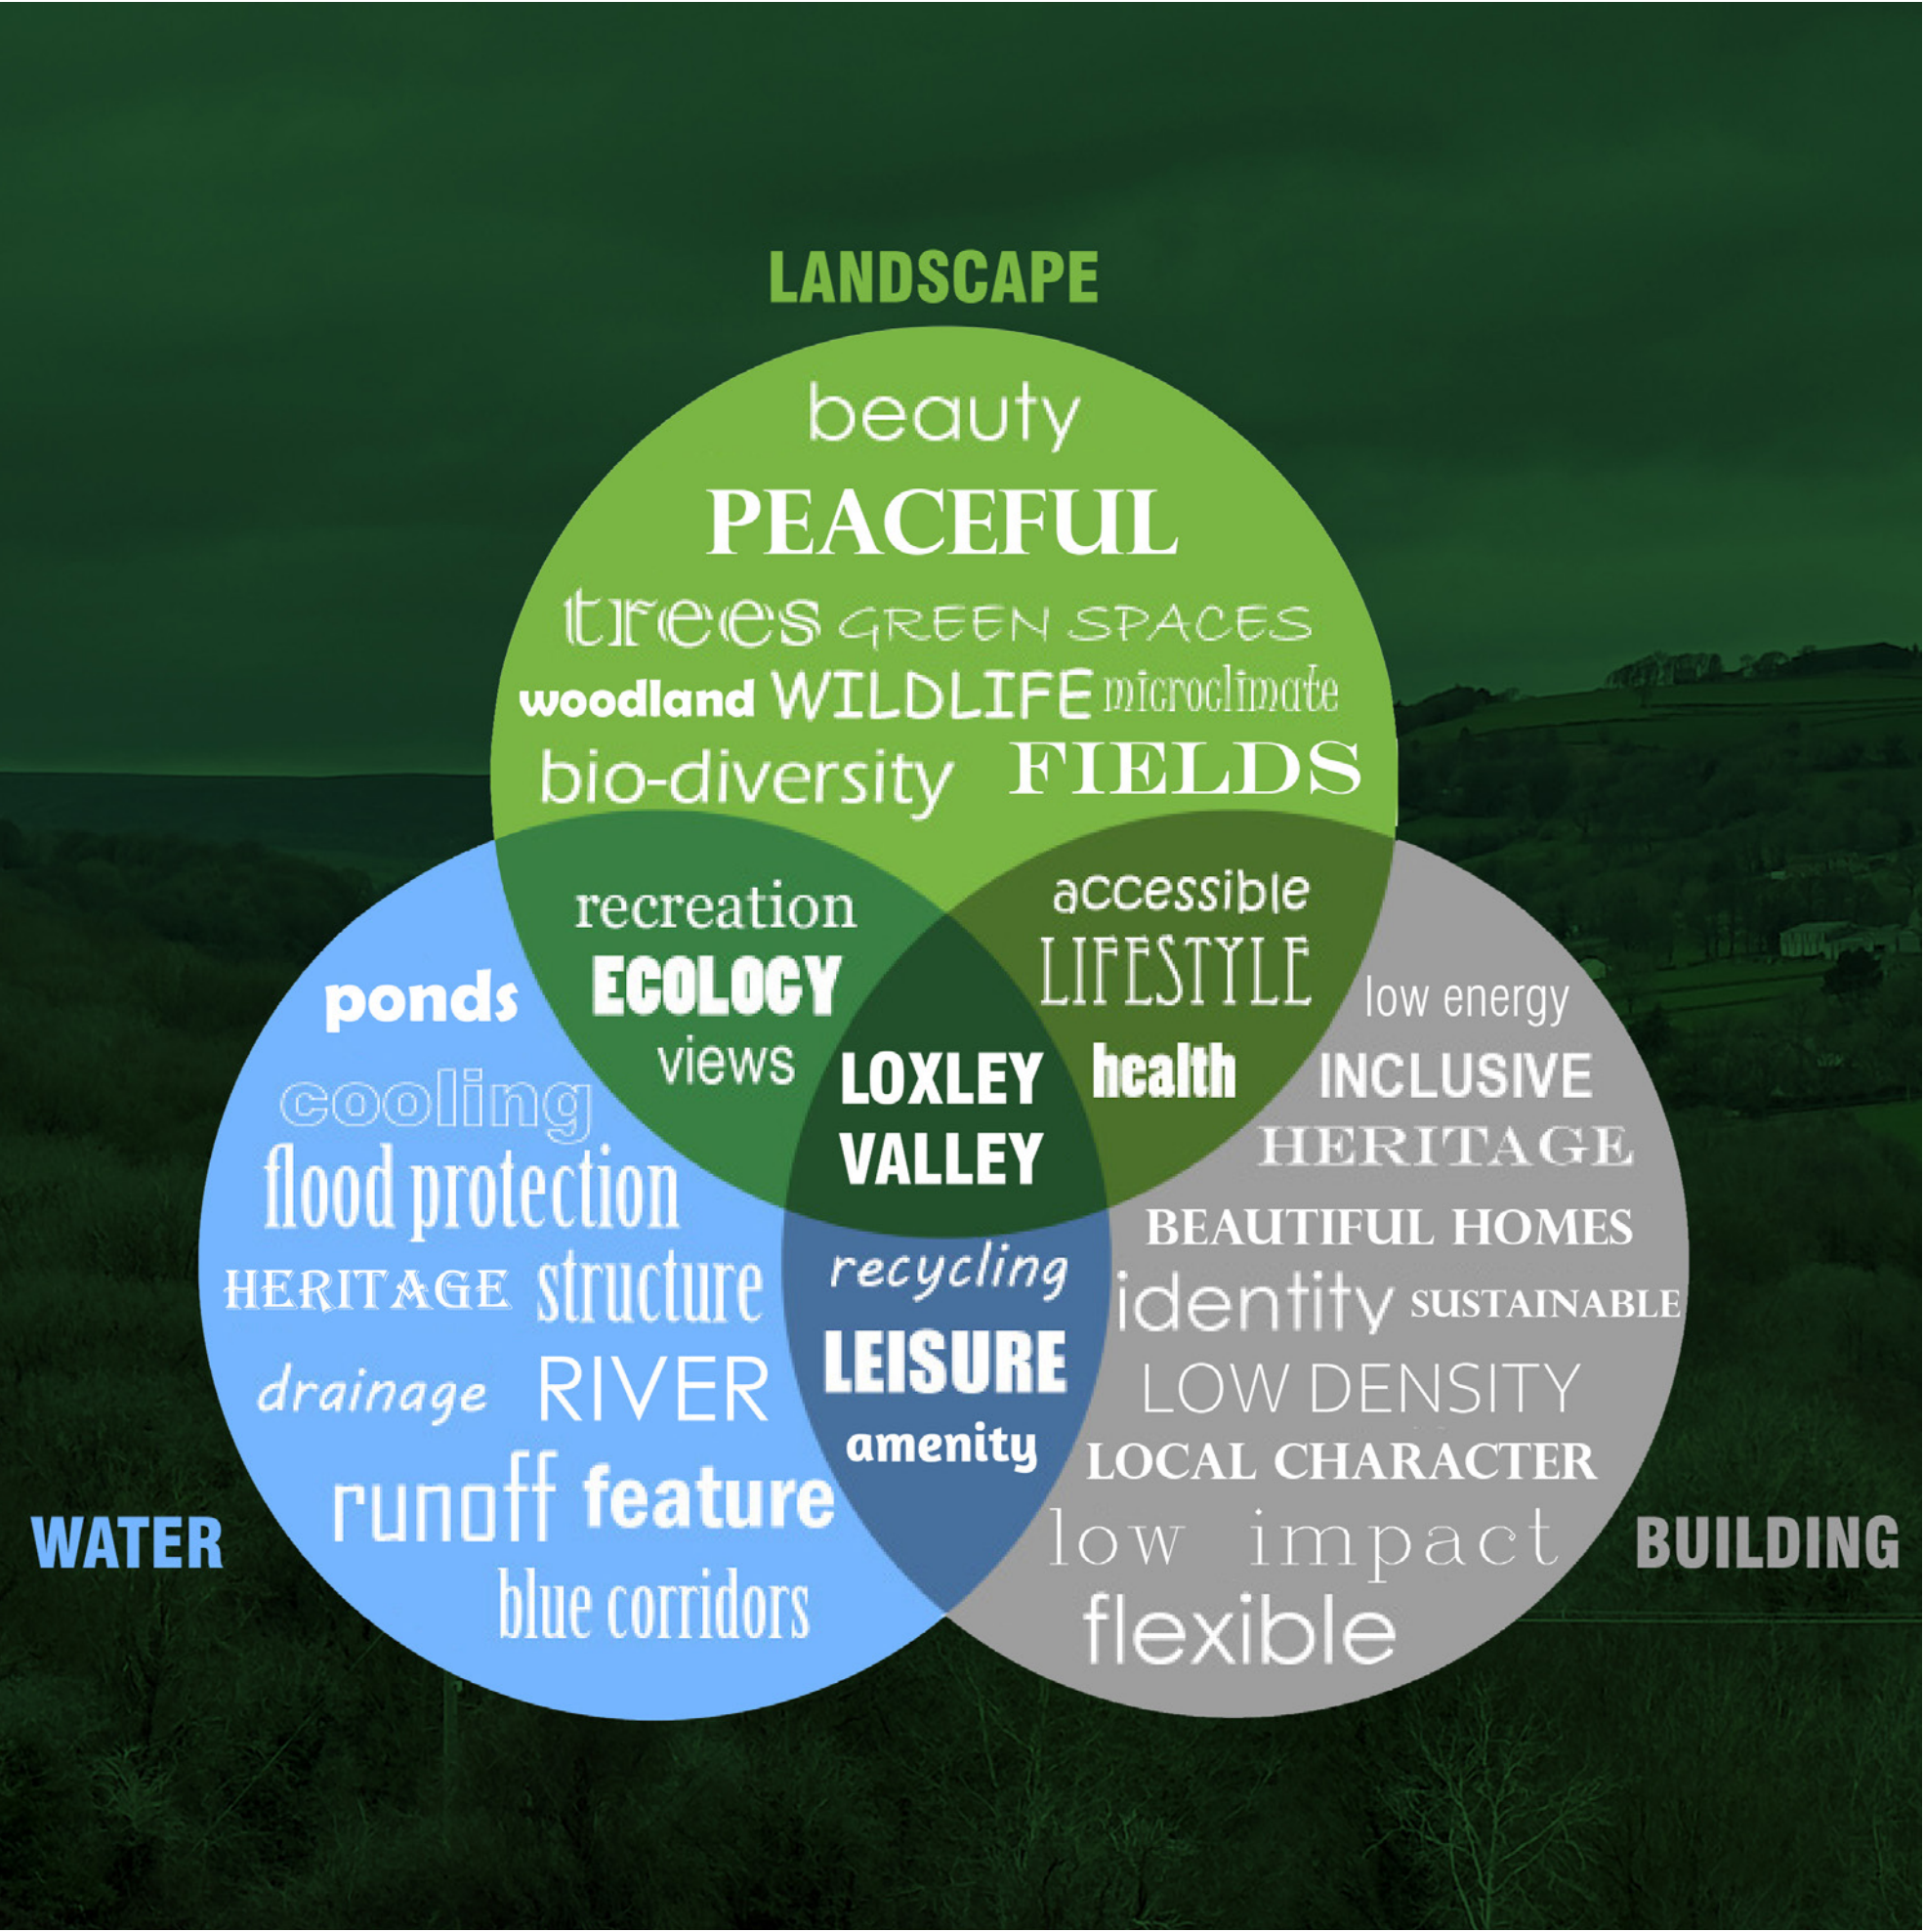 LANDSCAPE
beauty
PEACEFUL
trees GREEN SPACES
woodland WILDLIFE microclimate
bio-diversity FIELDS
recreation
ECOLOGY
views
accessible
LIFESTYLE
health
LOXLEY
VALLEY
ponds
cooling
flood protection
HERITAGE structure
drainage RIVER
runoff feature
blue corridors
WATER
recycling
LEISURE
amenity
low energy
INCLUSIVE
HERITAGE
BEAUTIFUL HOMES
identity SUSTAINABLE
LOW DENSITY
LOCAL CHARACTER
low impact
flexible
BUILDING